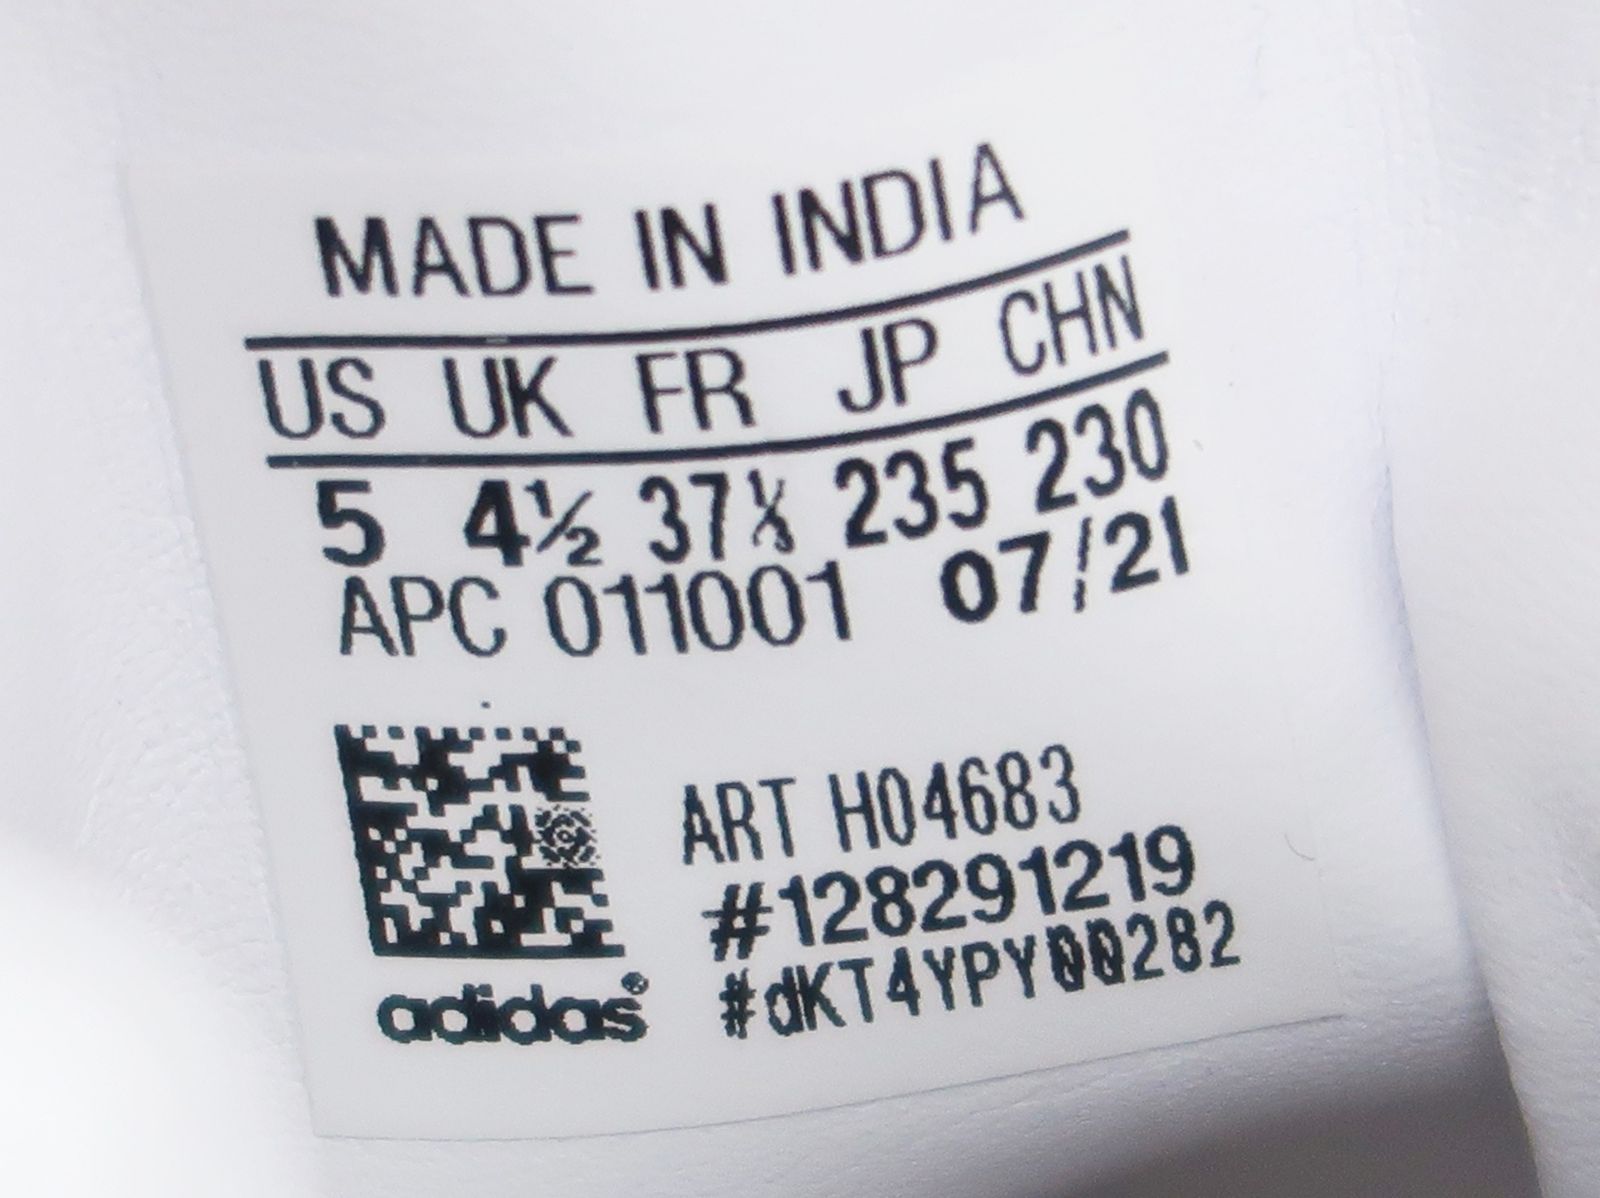 MADE IN INDIA
US UK FR JP CHN
5 4½ 37⅓ 235 230
APC 011001 07/21
ART H04683
#128291219
#dKT4YPY00282
adidas®